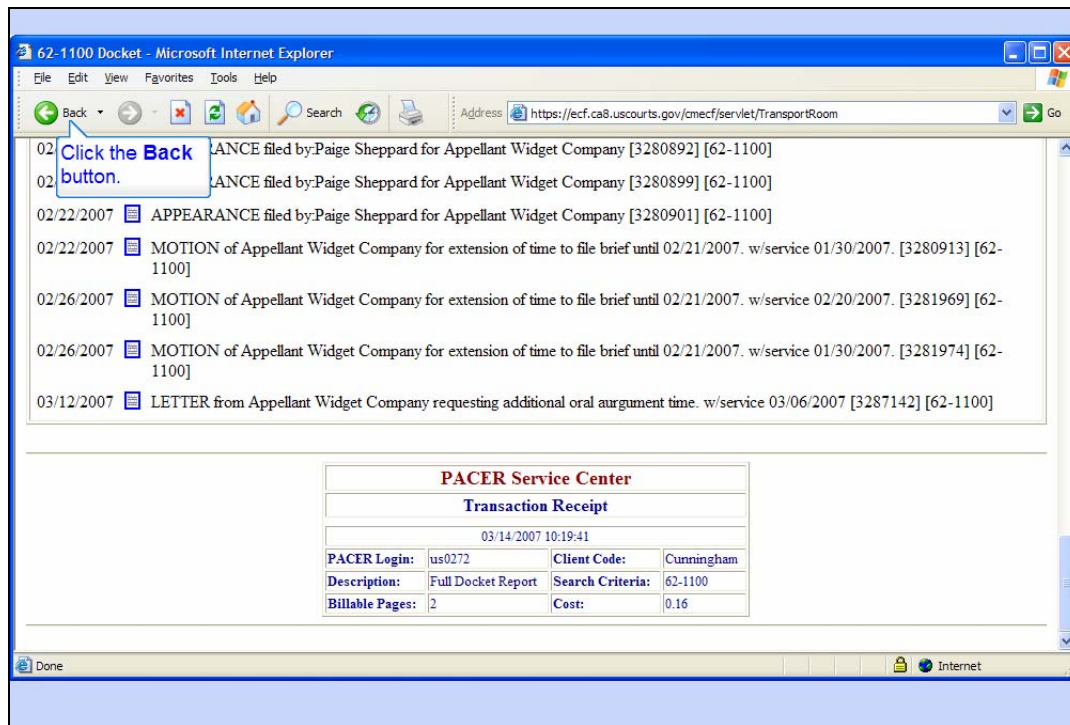 62-1100 Docket - Microsoft Internet Explorer
File Edit View Favorites Tools Help
Back Search Address https://ecf.ca8.uscourts.gov/cmecf/servlet/TransportRoom Go
Click the Back
button.
02 ANCE filed by:Paige Sheppard for Appellant Widget Company [3280892] [62-1100]
02 ANCE filed by:Paige Sheppard for Appellant Widget Company [3280899] [62-1100]
02/22/2007 APPEARANCE filed by:Paige Sheppard for Appellant Widget Company [3280901] [62-1100]
02/22/2007 MOTION of Appellant Widget Company for extension of time to file brief until 02/21/2007. w/service 01/30/2007. [3280913] [62-
1100]
02/26/2007 MOTION of Appellant Widget Company for extension of time to file brief until 02/21/2007. w/service 02/20/2007. [3281969] [62-
1100]
02/26/2007 MOTION of Appellant Widget Company for extension of time to file brief until 02/21/2007. w/service 01/30/2007. [3281974] [62-
1100]
03/12/2007 LETTER from Appellant Widget Company requesting additional oral aurgument time. w/service 03/06/2007 [3287142] [62-1100]
PACER Service Center
Transaction Receipt
03/14/2007 10:19:41
PACER Login: us0272 Client Code: Cunningham
Description: Full Docket Report Search Criteria: 62-1100
Billable Pages: 2 Cost: 0.16
Done Internet